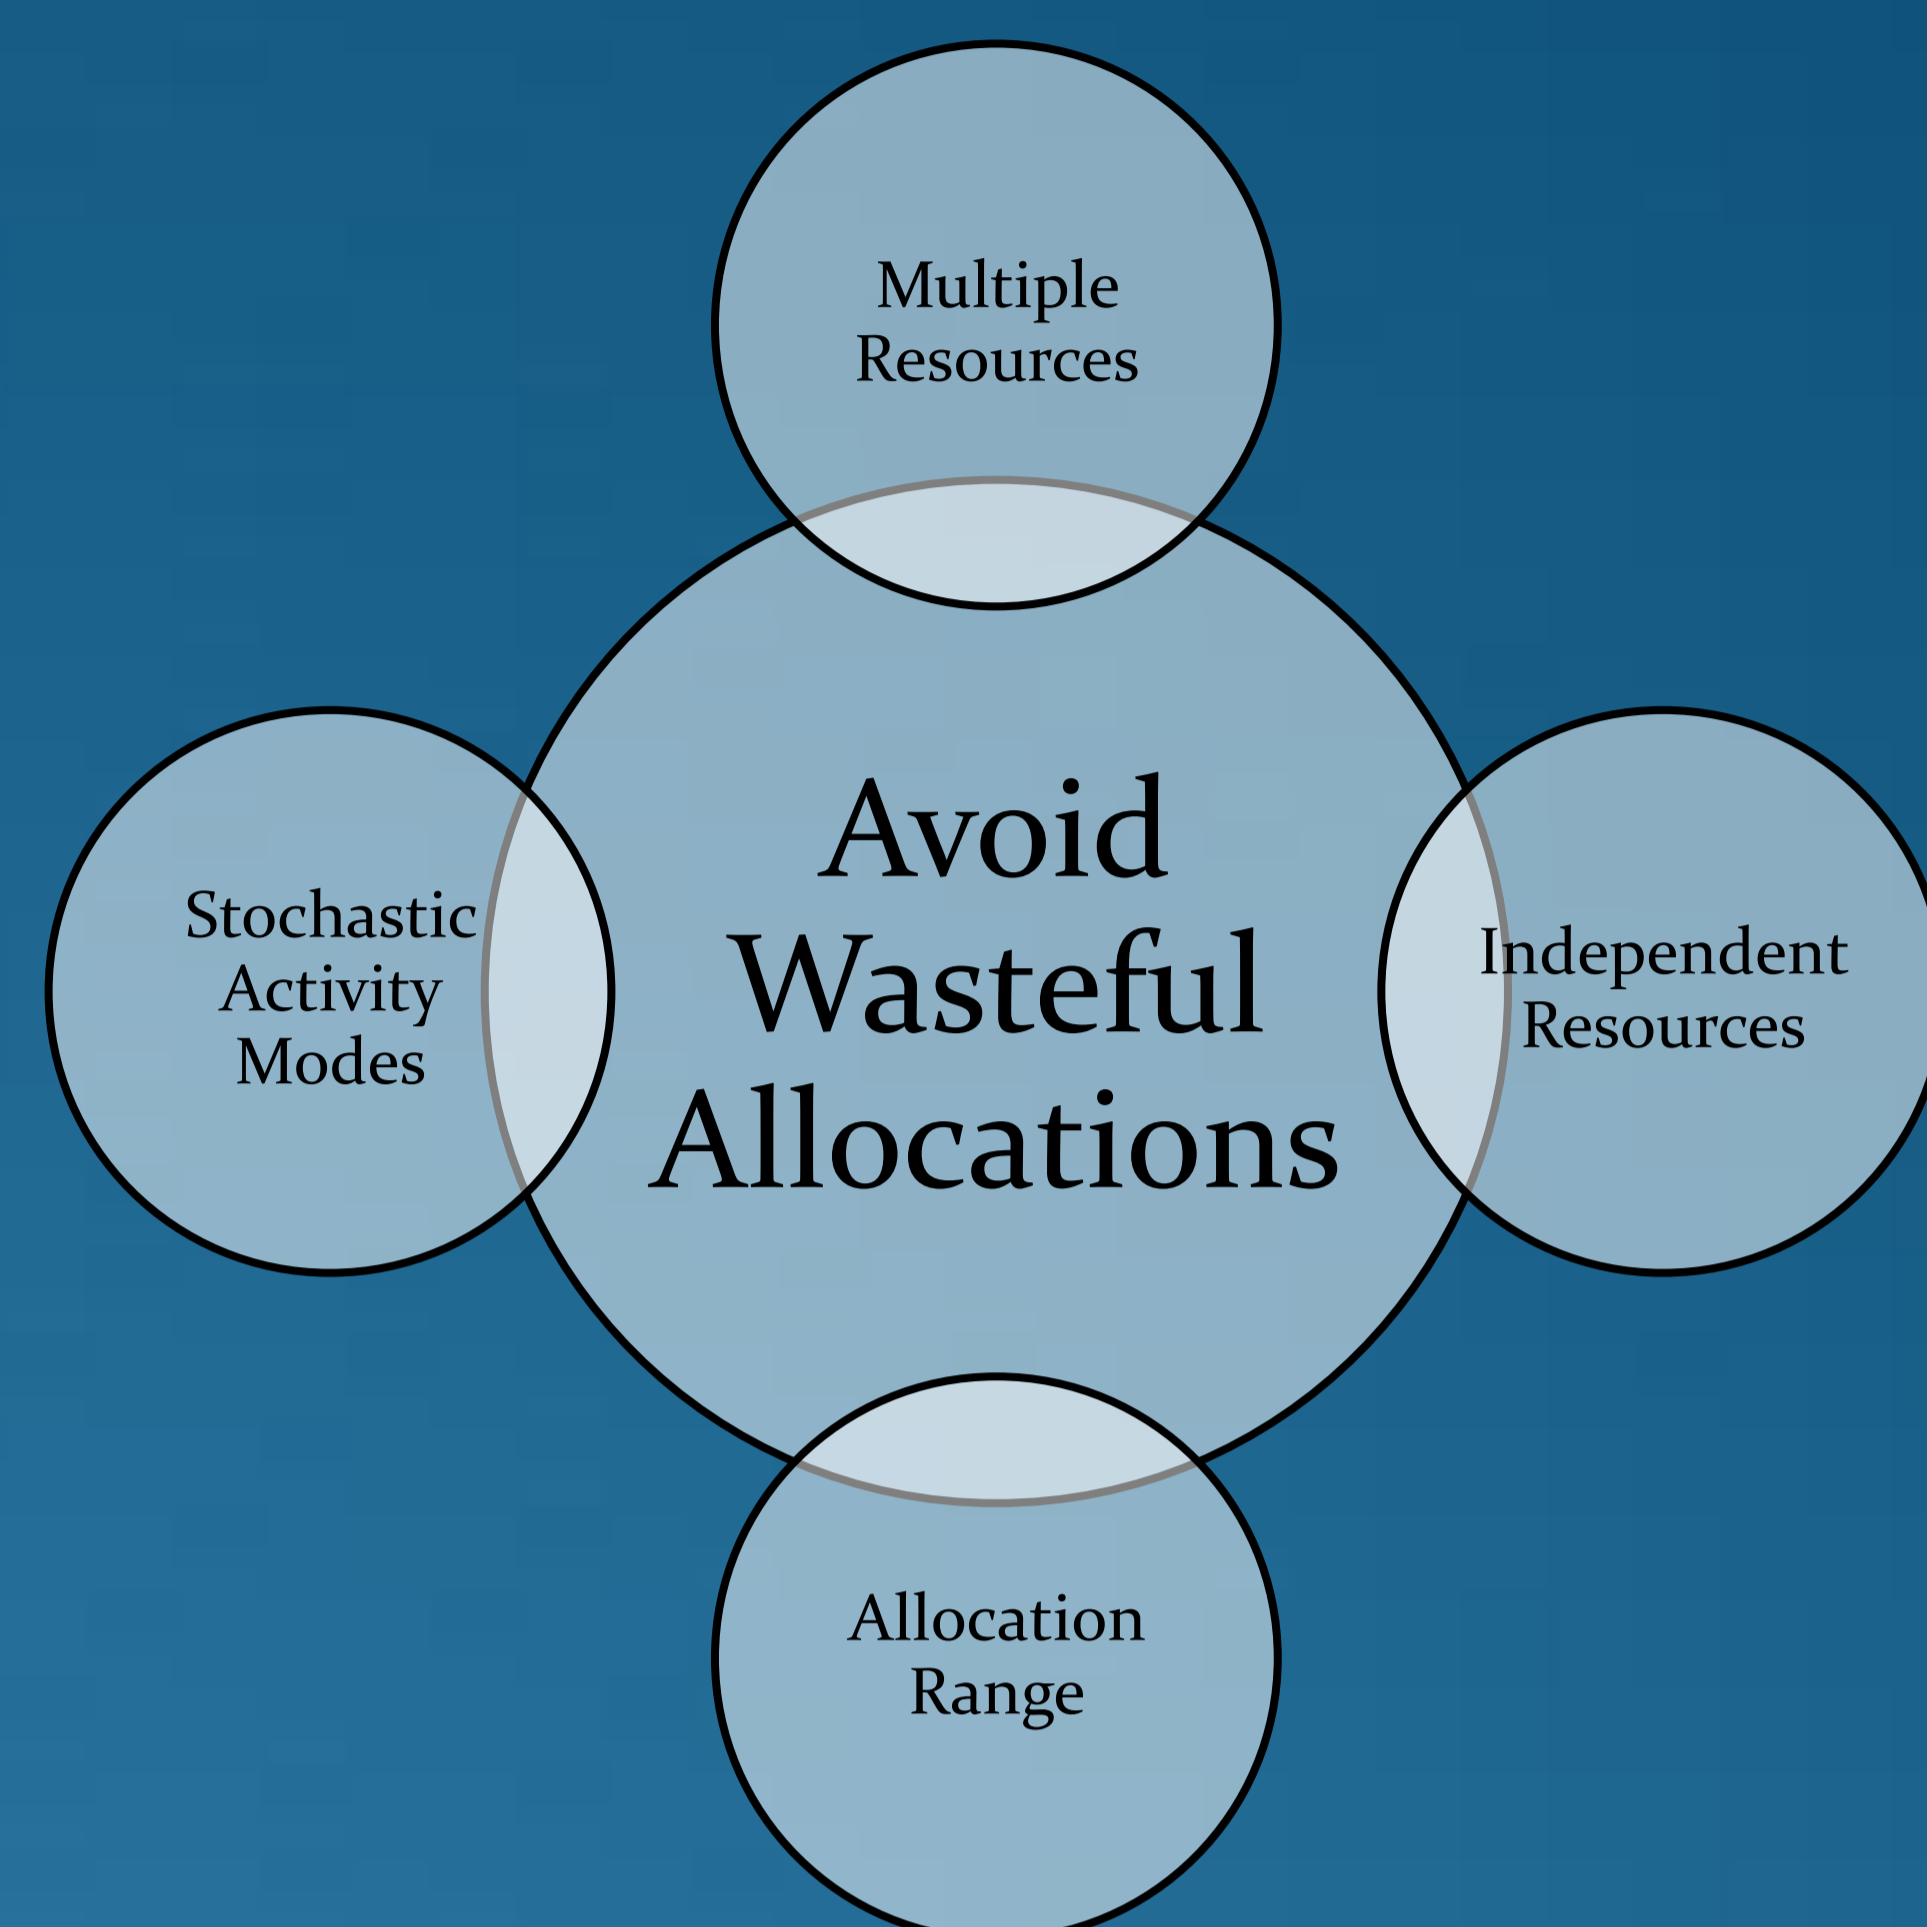 Multiple
Resources
Stochastic
Activity
Modes
Avoid
Wasteful
Allocations
Independent
Resources
Allocation
Range